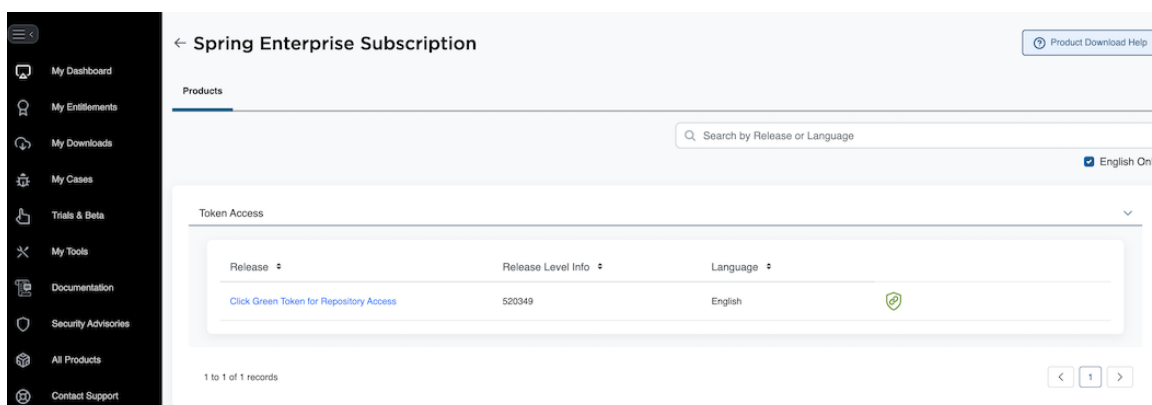 ← Spring Enterprise Subscription
Product Download Help
My Dashboard
Products
My Entitlements
Search by Release or Language
My Downloads
English Onl
My Cases
Trials & Beta
Token Access
My Tools
Release
Release Level Info
Language
Documentation
Click Green Token for Repository Access
520349
English
Security Advisories
All Products
1 to 1 of 1 records
1
Contact Support